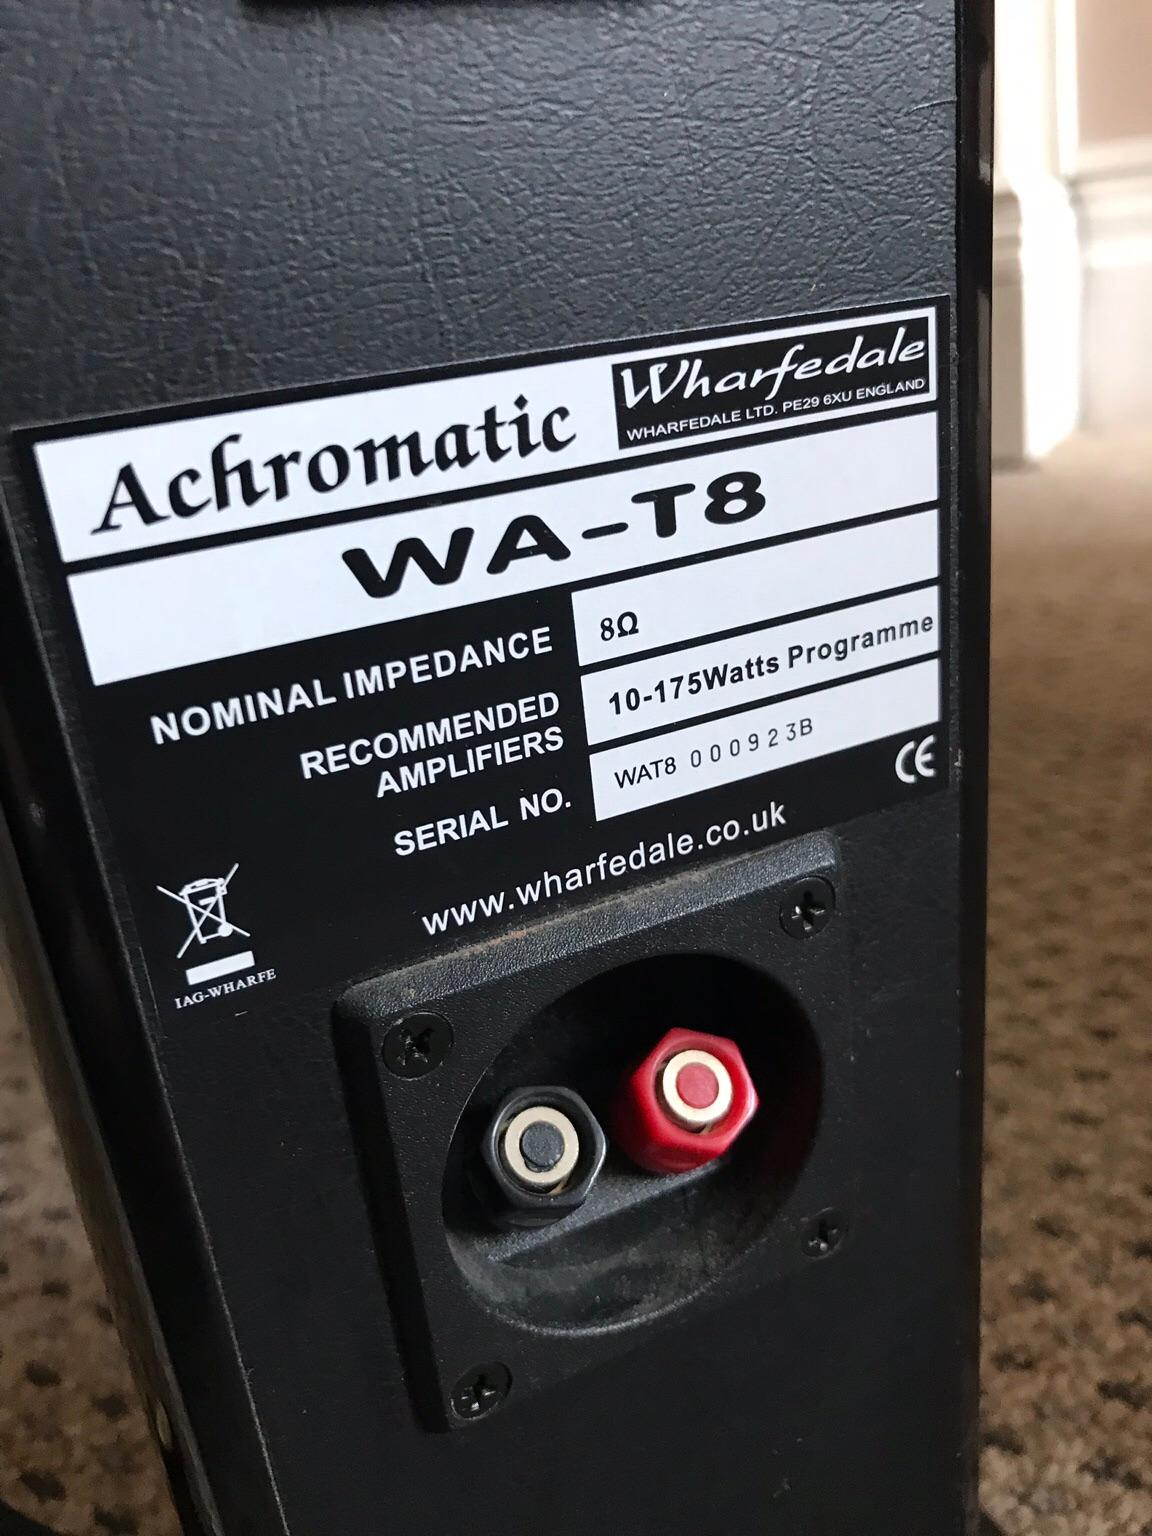 Achromatic
Wharfedale
WHARFEDALE LTD. PE29 6XU ENGLAND
WA-T8
NOMINAL IMPEDANCE
8Ω
RECOMMENDED
AMPLIFIERS
10-175Watts Programme
SERIAL NO.
WAT8 000923B
CE
www.wharfedale.co.uk
IAG-WHARFE